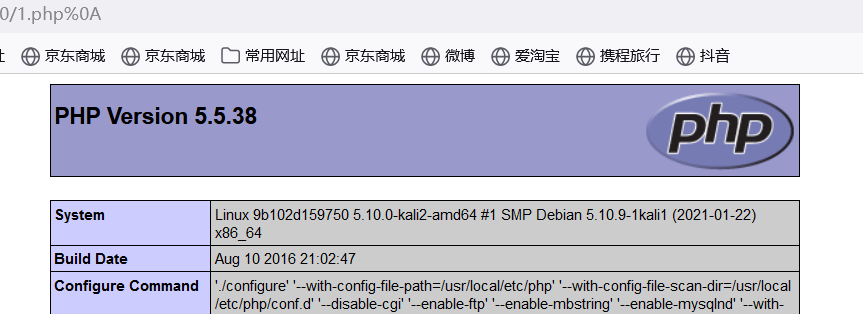 0/1.php%0A
京东商城 京东商城 常用网址 京东商城 微博 爱淘宝 携程旅行 抖音
PHP Version 5.5.38 php
System Linux 9b102d159750 5.10.0-kali2-amd64 #1 SMP Debian 5.10.9-1kali1 (2021-01-22)
x86_64
Build Date Aug 10 2016 21:02:47
Configure Command './configure' '--with-config-file-path=/usr/local/etc/php' '--with-config-file-scan-dir=/usr/local
/etc/php/conf.d' '--disable-cgi' '--enable-ftp' '--enable-mbstring' '--enable-mysqlnd' '--with-